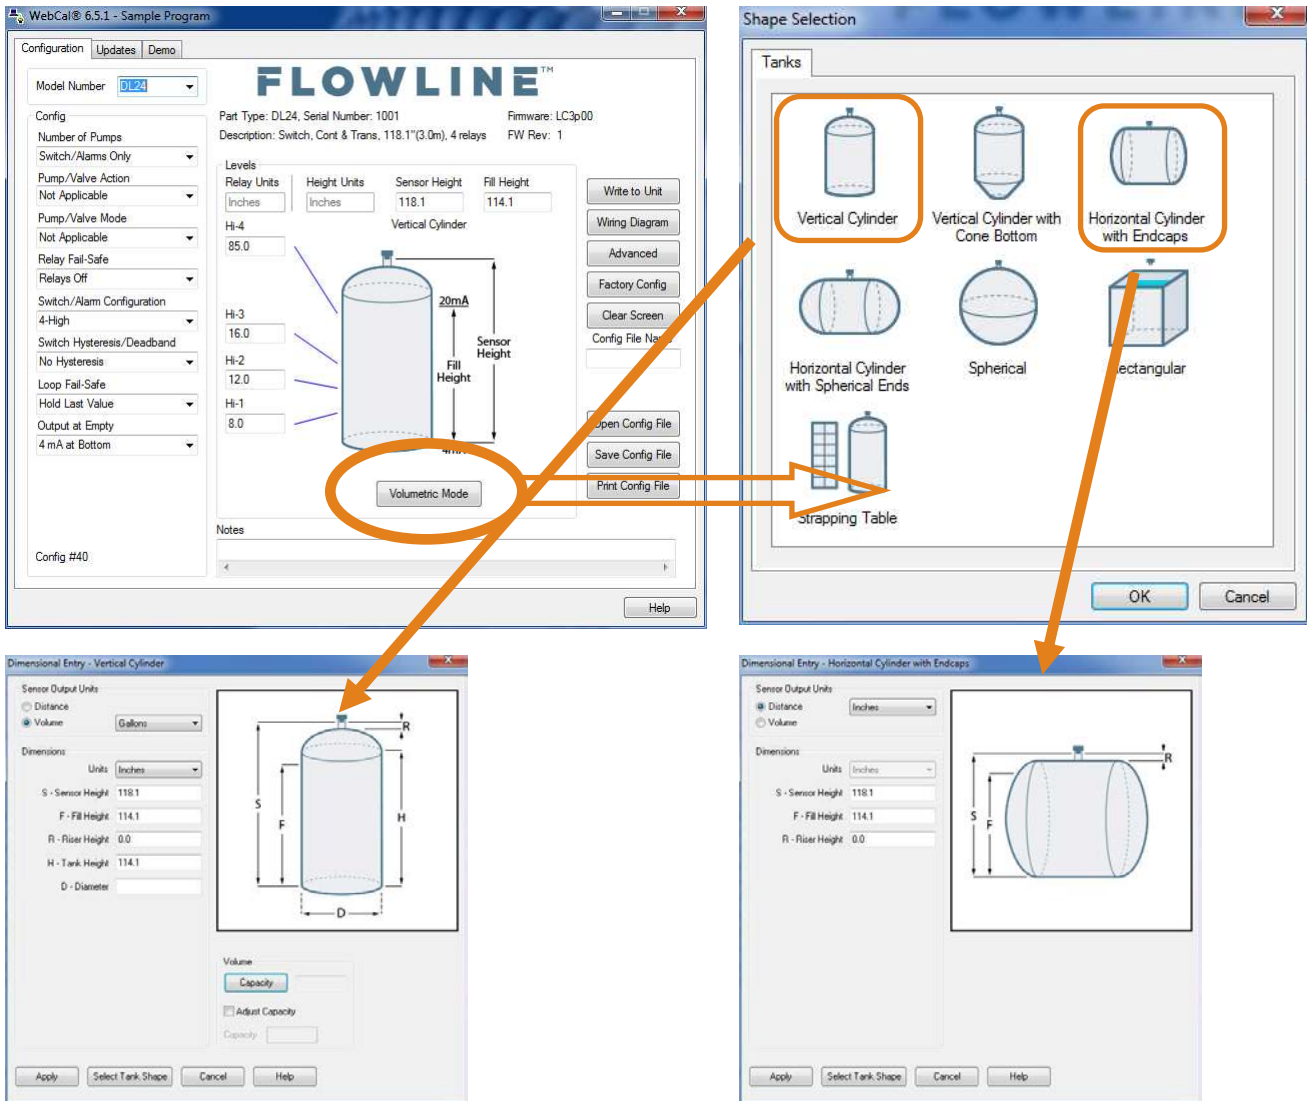 WebCal® 6.5.1 - Sample Program
Configuration Updates Demo
Model Number DL24
FLOWLINE™
Part Type: DL24, Serial Number: 1001 Firmware: LC3p00
Description: Switch, Cont & Trans, 118.1"(3.0m), 4 relays FW Rev: 1
Config
Number of Pumps
Switch/Alarms Only
Pump/Valve Action
Not Applicable
Pump/Valve Mode
Not Applicable
Relay Fail-Safe
Relays Off
Switch/Alarm Configuration
4-High
Switch Hysteresis/Deadband
No Hysteresis
Loop Fail-Safe
Hold Last Value
Output at Empty
4 mA at Bottom
Config #40
Levels
Relay Units Height Units Sensor Height Fill Height
Inches Inches 118.1 114.1
Hi-4 Vertical Cylinder
85.0
Hi-3
16.0
Hi-2
12.0
Hi-1
8.0
20mA
Sensor
Height
Fill
Height
4mA
Volumetric Mode
Notes
Write to Unit
Wiring Diagram
Advanced
Factory Config
Clear Screen
Config File Name
Open Config File
Save Config File
Print Config File
Help
Shape Selection
Tanks
Vertical Cylinder
Vertical Cylinder with
Cone Bottom
Horizontal Cylinder
with Endcaps
Horizontal Cylinder
with Spherical Ends
Spherical
Rectangular
Strapping Table
OK Cancel
Dimensional Entry - Vertical Cylinder
Sensor Output Units
Distance
Volume Gallons
Dimensions
Units Inches
S - Sensor Height 118.1
F - Fill Height 114.1
R - Riser Height 0.0
H - Tank Height 114.1
D - Diameter
R
S
F
H
D
Volume
Capacity
Adjust Capacity
Capacity
Apply Select Tank Shape Cancel Help
Dimensional Entry - Horizontal Cylinder with Endcaps
Sensor Output Units
Distance Inches
Volume
Dimensions
Units Inches
S - Sensor Height 118.1
F - Fill Height 114.1
R - Riser Height 0.0
R
S
F
Apply Select Tank Shape Cancel Help